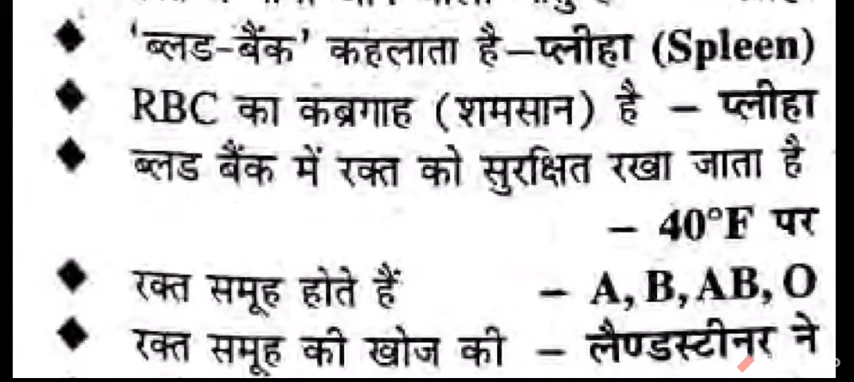 'ब्लड-बैंक' कहलाता है–प्लीहा (Spleen)
RBC का कब्रगाह (शमसान) है – प्लीहा
ब्लड बैंक में रक्त को सुरक्षित रखा जाता है
– 40°F पर
रक्त समूह होते हैं – A, B, AB, O
रक्त समूह की खोज की – लैण्डस्टीनर ने